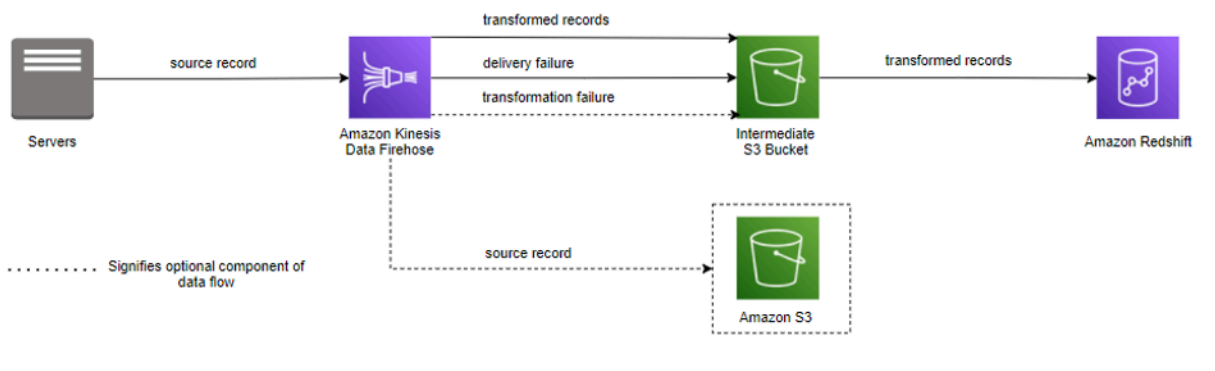 transformed records
source record
delivery failure
transformed records
transformation failure
Servers
Amazon Kinesis
Data Firehose
Intermediate
S3 Bucket
Amazon Redshift
source record
Signifies optional component of
data flow
Amazon S3